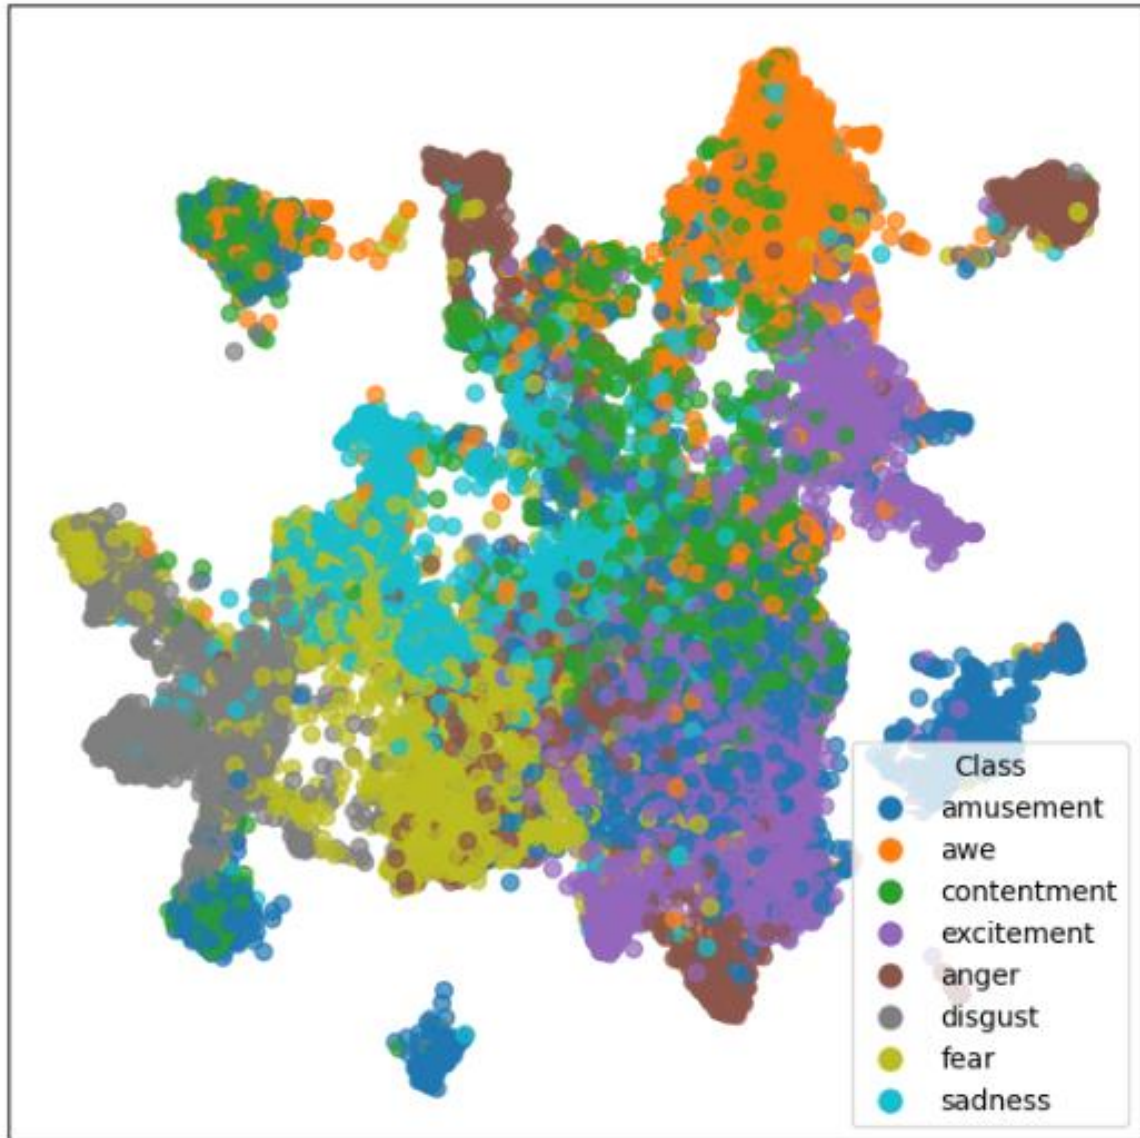 Class
amusement
awe
contentment
excitement
anger
disgust
fear
sadness